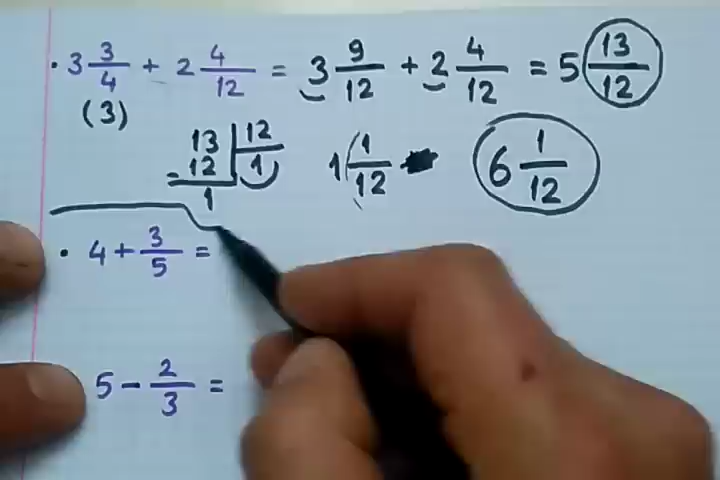 · 3 3/4 + 2 4/12 = 3 9/12 + 2 4/12 = 5 13/12
(3)
13 | 12
- 12 | 1
1
1 1/12
6 1/12
· 4 + 3/5 =
5 - 2/3 =